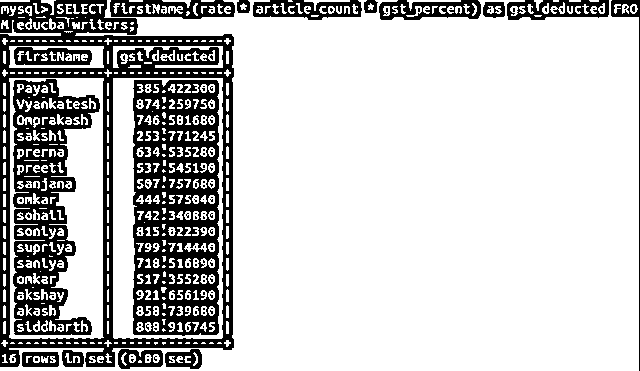 mysql> SELECT firstName,(rate * article_count * gst_percent) as gst_deducted FRO
M educba_writers;
firstName | gst_deducted
Payal | 385.422300
Vyankatesh | 874.259750
Omprakash | 746.581680
sakshi | 253.771245
prerna | 634.535280
preeti | 537.545190
sanjana | 507.757680
omkar | 444.575040
sohail | 742.340880
soniya | 815.022390
supriya | 799.714440
saniya | 718.516890
omkar | 517.355280
akshay | 921.656190
akash | 858.739680
siddharth | 808.916745
16 rows in set (0.00 sec)